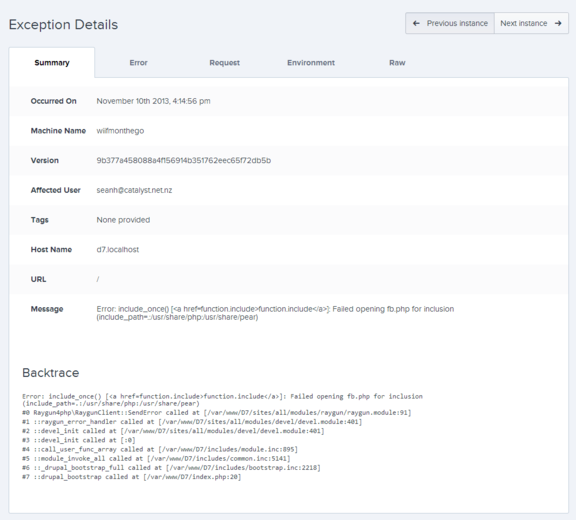 Exception Details
← Previous instance
Next instance →
Summary
Error
Request
Environment
Raw
Occurred On November 10th 2013, 4:14:56 pm
Machine Name wilfmonthego
Version 9b377a458088a4f156914b351762eec65f72db5b
Affected User seanh@catalyst.net.nz
Tags None provided
Host Name d7.localhost
URL /
Message Error: include_once() [<a href=function.include>function.include</a>]: Failed opening fb.php for inclusion
(include_path=.:/usr/share/php:/usr/share/pear)
Backtrace
Error: include_once() [<a href=function.include>function.include</a>]: Failed opening fb.php for inclusion
(include_path=.:/usr/share/php:/usr/share/pear)
#0 Raygun4php\RaygunClient::SendError called at [/var/www/D7/sites/all/modules/raygun/raygun.module:91]
#1 ::raygun_error_handler called at [/var/www/D7/sites/all/modules/devel/devel.module:401]
#2 ::devel_init called at [/var/www/D7/sites/all/modules/devel/devel.module:401]
#3 ::devel_init called at [:0]
#4 ::call_user_func_array called at [/var/www/D7/includes/module.inc:895]
#5 ::module_invoke_all called at [/var/www/D7/includes/common.inc:5141]
#6 ::_drupal_bootstrap_full called at [/var/www/D7/includes/bootstrap.inc:2218]
#7 ::drupal_bootstrap called at [/var/www/D7/index.php:20]